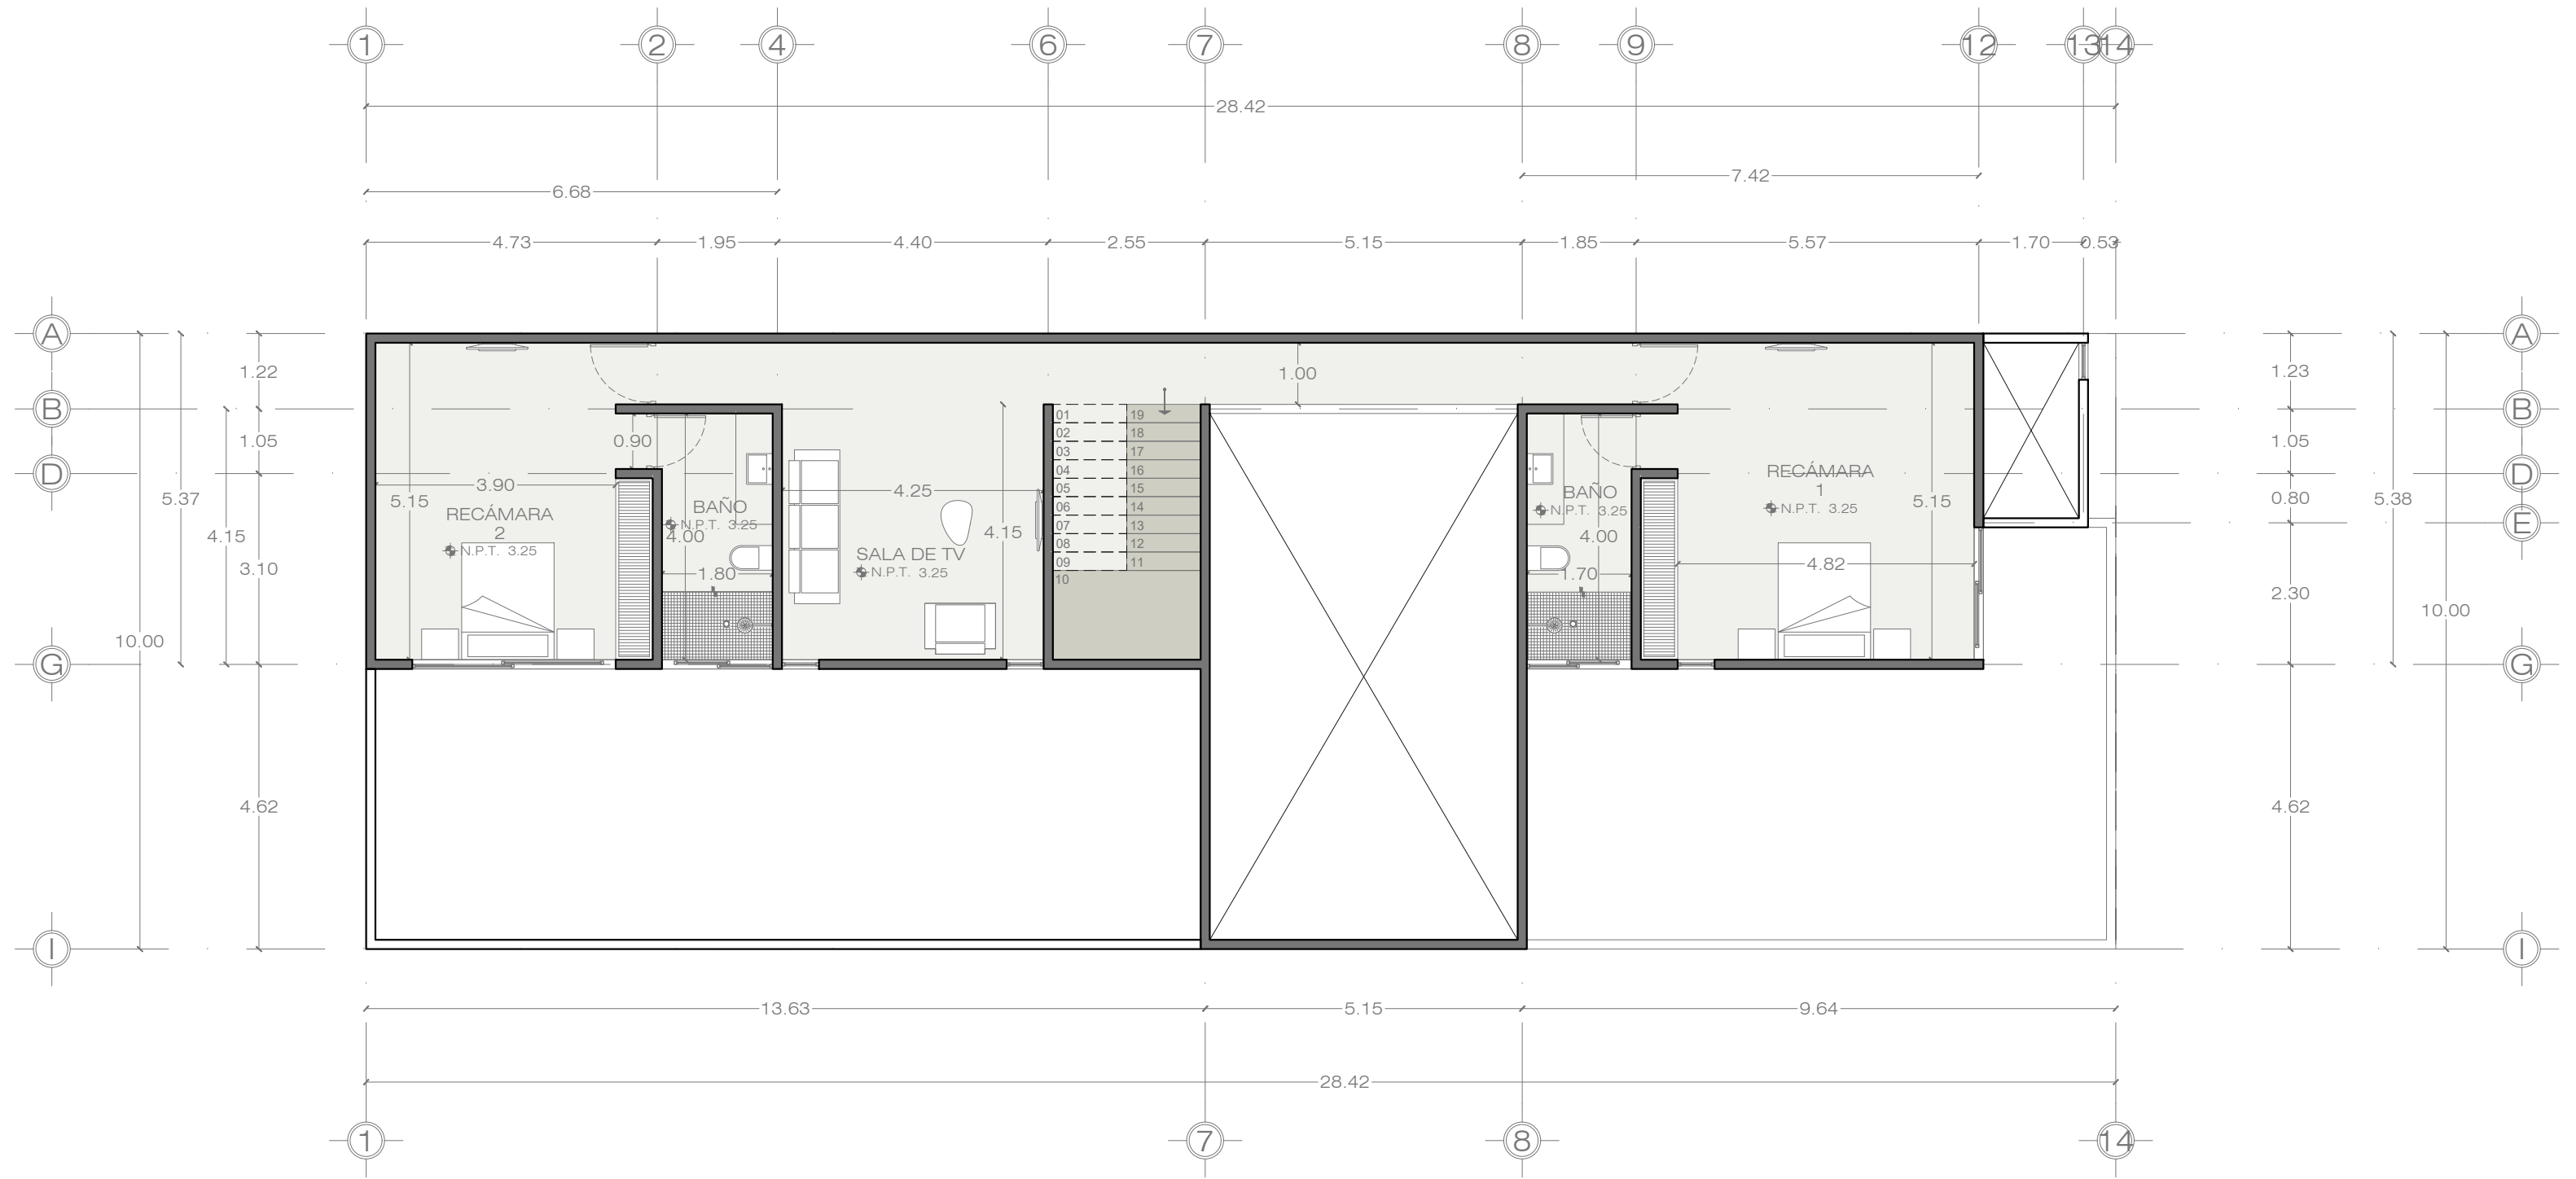 1 2 4 6 7 8 9 12 13 14
28.42
7.42
6.68
4.73 1.95 4.40 2.55 5.15 1.85 5.57 1.70 0.53
A A
1.22 1.00 1.23
B B
01 19
02 18
03 17
04 16
05 15
06 14
07 13
08 12
09 11
10
1.05 0.90 1.05
D D
RECÁMARA
1
N.P.T. 3.25
5.15
4.82
3.90
5.15
RECÁMARA
2
N.P.T. 3.25
BAÑO
N.P.T. 3.25
4.00
1.80
4.25
4.15
SALA DE TV
N.P.T. 3.25
BAÑO
N.P.T. 3.25
4.00
1.70
5.37 0.80 5.38
E
4.15
3.10
2.30
10.00 10.00
G G
4.62 4.62
I I
13.63 5.15 9.64
28.42
1 7 8 14